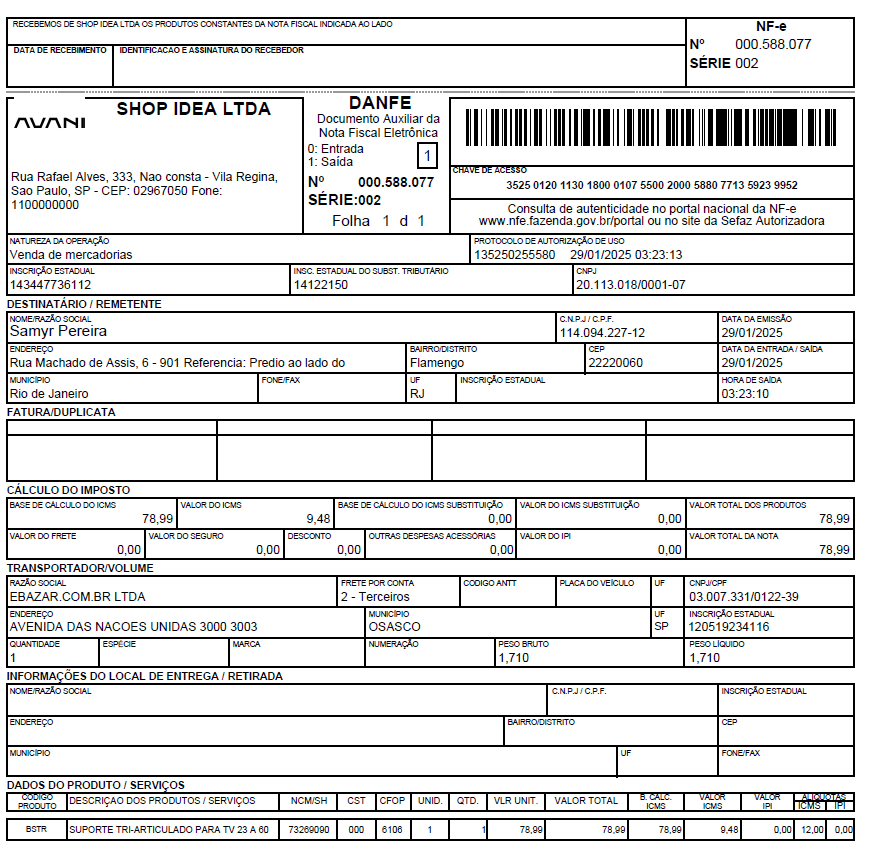 RECEBEMOS DE SHOP IDEA LTDA OS PRODUTOS CONSTANTES DA NOTA FISCAL INDICADA AO LADO
NF-e
Nº 000.588.077
SÉRIE 002
DATA DE RECEBIMENTO IDENTIFICACAO E ASSINATURA DO RECEBEDOR
AVANI
SHOP IDEA LTDA
Rua Rafael Alves, 333, Nao consta - Vila Regina,
Sao Paulo, SP - CEP: 02967050 Fone:
1100000000
DANFE
Documento Auxiliar da
Nota Fiscal Eletrônica
0: Entrada
1: Saída
1
Nº 000.588.077
SÉRIE:002
Folha 1 d 1
CHAVE DE ACESSO
3525 0120 1130 1800 0107 5500 2000 5880 7713 5923 9952
Consulta de autenticidade no portal nacional da NF-e
www.nfe.fazenda.gov.br/portal ou no site da Sefaz Autorizadora
NATUREZA DA OPERAÇÃO PROTOCOLO DE AUTORIZAÇÃO DE USO
Venda de mercadorias 135250255580 29/01/2025 03:23:13
INSCRIÇÃO ESTADUAL INSC. ESTADUAL DO SUBST. TRIBUTÁRIO CNPJ
143447736112 14122150 20.113.018/0001-07
DESTINATÁRIO / REMETENTE
NOME/RAZÃO SOCIAL C.N.P.J / C.P.F. DATA DA EMISSÃO
Samyr Pereira 114.094.227-12 29/01/2025
ENDEREÇO BAIRRO/DISTRITO CEP DATA DA ENTRADA / SAÍDA
Rua Machado de Assis, 6 - 901 Referencia: Predio ao lado do Flamengo 22220060 29/01/2025
MUNICÍPIO FONE/FAX UF INSCRIÇÃO ESTADUAL HORA DE SAÍDA
Rio de Janeiro RJ 03:23:10
FATURA/DUPLICATA
CÁLCULO DO IMPOSTO
BASE DE CÁLCULO DO ICMS VALOR DO ICMS BASE DE CÁLCULO DO ICMS SUBSTITUIÇÃO VALOR DO ICMS SUBSTITUIÇÃO VALOR TOTAL DOS PRODUTOS
78,99 9,48 0,00 0,00 78,99
VALOR DO FRETE VALOR DO SEGURO DESCONTO OUTRAS DESPESAS ACESSÓRIAS VALOR DO IPI VALOR TOTAL DA NOTA
0,00 0,00 0,00 0,00 0,00 78,99
TRANSPORTADOR/VOLUME
RAZÃO SOCIAL FRETE POR CONTA CODIGO ANTT PLACA DO VEÍCULO UF CNPJ/CPF
EBAZAR.COM.BR LTDA 2 - Terceiros 03.007.331/0122-39
ENDEREÇO MUNICÍPIO UF INSCRIÇÃO ESTADUAL
AVENIDA DAS NACOES UNIDAS 3000 3003 OSASCO SP 120519234116
QUANTIDADE ESPÉCIE MARCA NUMERAÇÃO PESO BRUTO PESO LÍQUIDO
1 1,710 1,710
INFORMAÇÕES DO LOCAL DE ENTREGA / RETIRADA
NOME/RAZÃO SOCIAL C.N.P.J / C.P.F. INSCRIÇÃO ESTADUAL
ENDEREÇO BAIRRO/DISTRITO CEP
MUNICÍPIO UF FONE/FAX
DADOS DO PRODUTO / SERVIÇOS
CODIGO PRODUTO DESCRIÇAO DOS PRODUTOS / SERVIÇOS NCM/SH CST CFOP UNID. QTD. VLR UNIT. VALOR TOTAL B. CALC. ICMS VALOR ICMS VALOR IPI ALIQUOTAS ICMS IPI
BSTR SUPORTE TRI-ARTICULADO PARA TV 23 A 60 73269090 000 6106 1 1 78,99 78,99 78,99 9,48 0,00 12,00 0,00